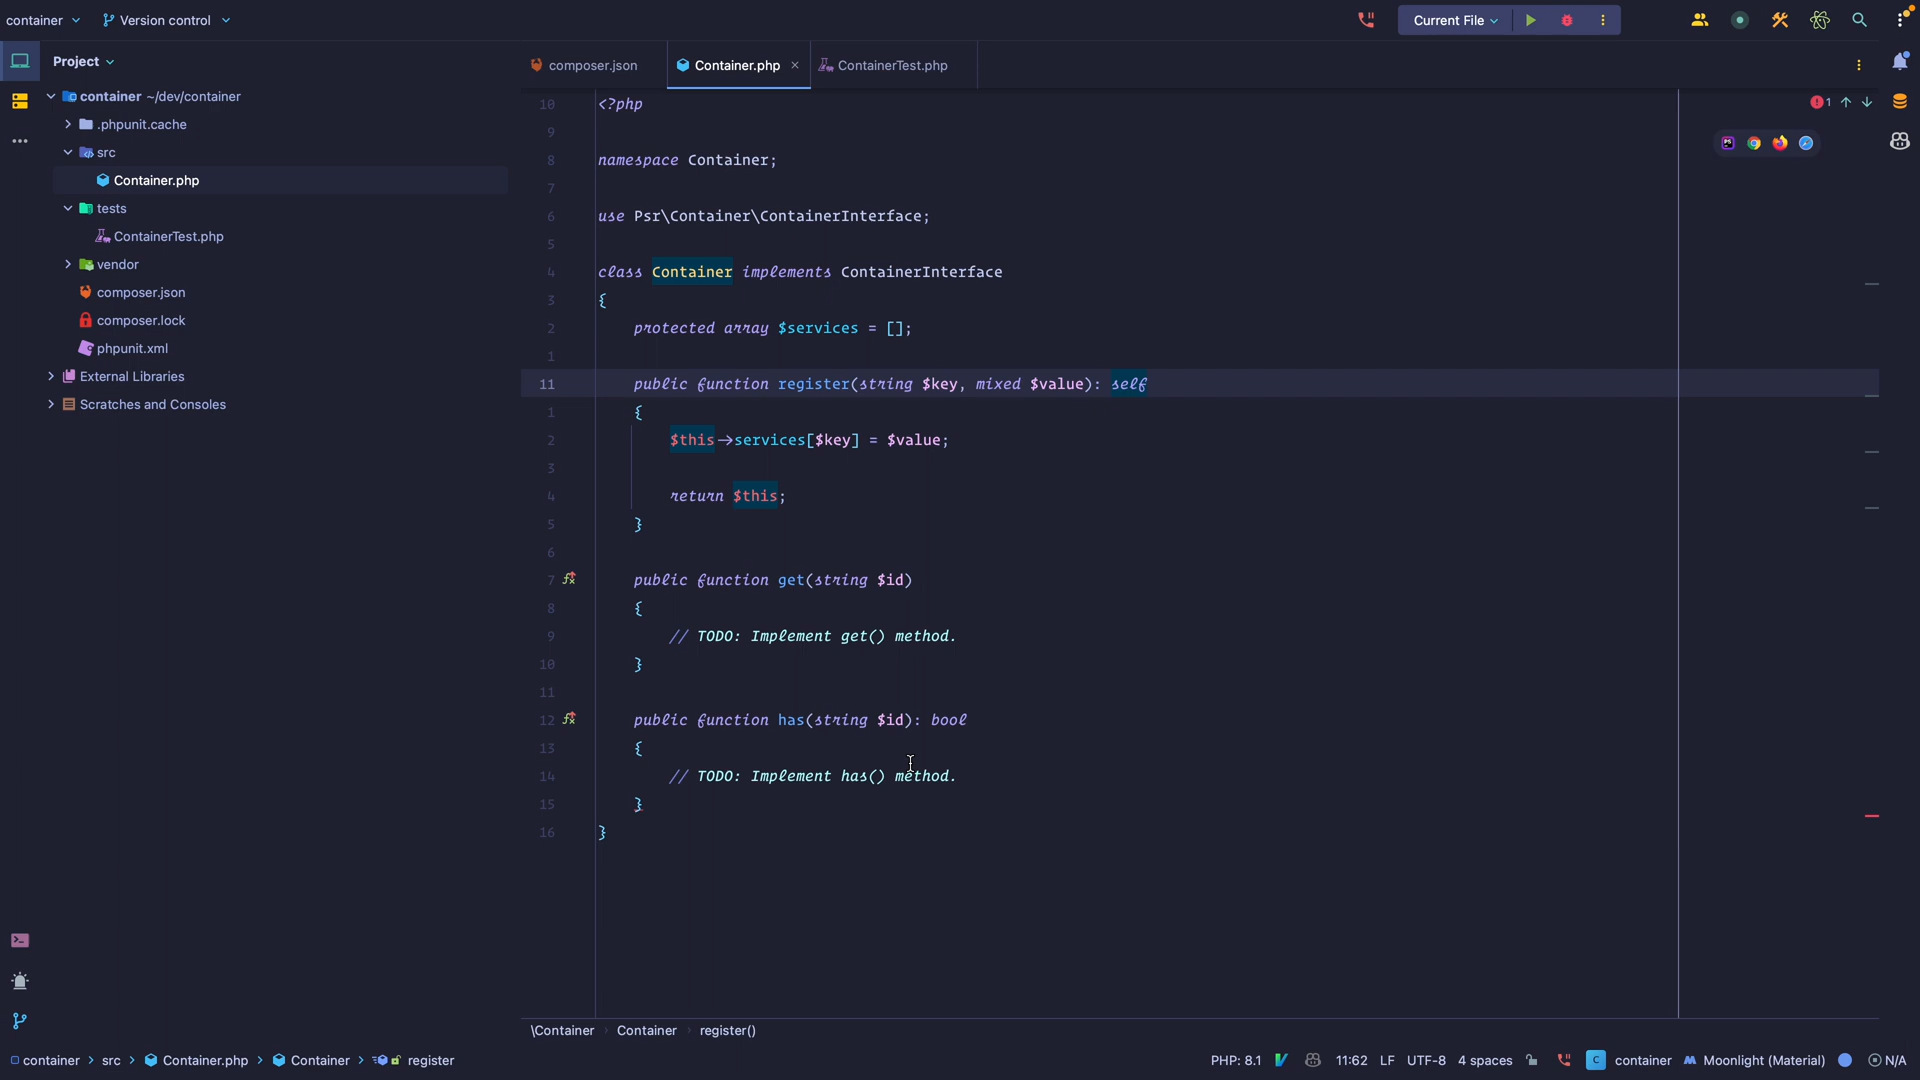 container
Version control
Current File
Project
composer.json
Container.php
ContainerTest.php
container ~/dev/container
.phpunit.cache
src
Container.php
tests
ContainerTest.php
vendor
composer.json
composer.lock
phpunit.xml
External Libraries
Scratches and Consoles
10 <?php
9
8 namespace Container;
7
6 use Psr\Container\ContainerInterface;
5
4 class Container implements ContainerInterface
3 {
2 protected array $services = [];
1
11 public function register(string $key, mixed $value): self
1 {
2 $this->services[$key] = $value;
3
4 return $this;
5 }
6
7 public function get(string $id)
8 {
9 // TODO: Implement get() method.
10 }
11
12 public function has(string $id): bool
13 {
14 // TODO: Implement has() method.
15 }
16 }
1
PS
\Container › Container › register()
container > src > Container.php > Container > register
PHP: 8.1
11:62
LF
UTF-8
4 spaces
C
container
Moonlight (Material)
N/A